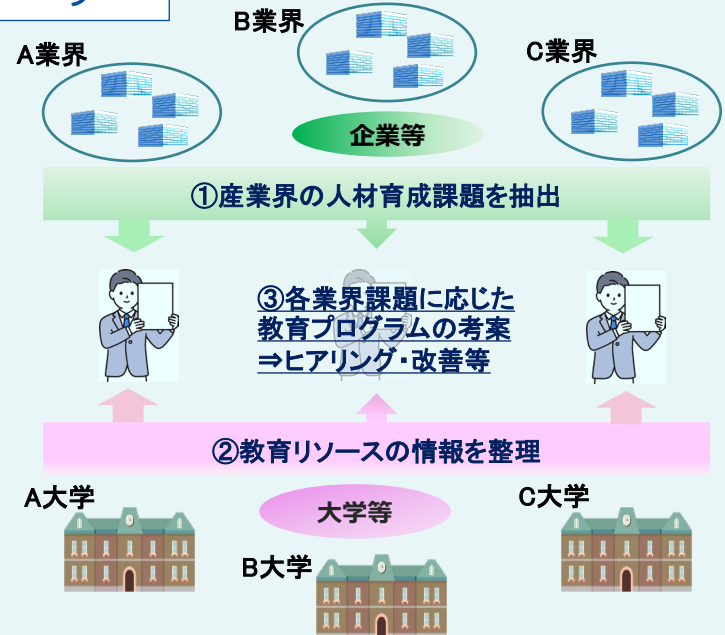 B業界
A業界
C業界
企業等
①産業界の人材育成課題を抽出
③各業界課題に応じた
教育プログラムの考案
⇒ヒアリング・改善等
②教育リソースの情報を整理
A大学
大学等
C大学
B大学